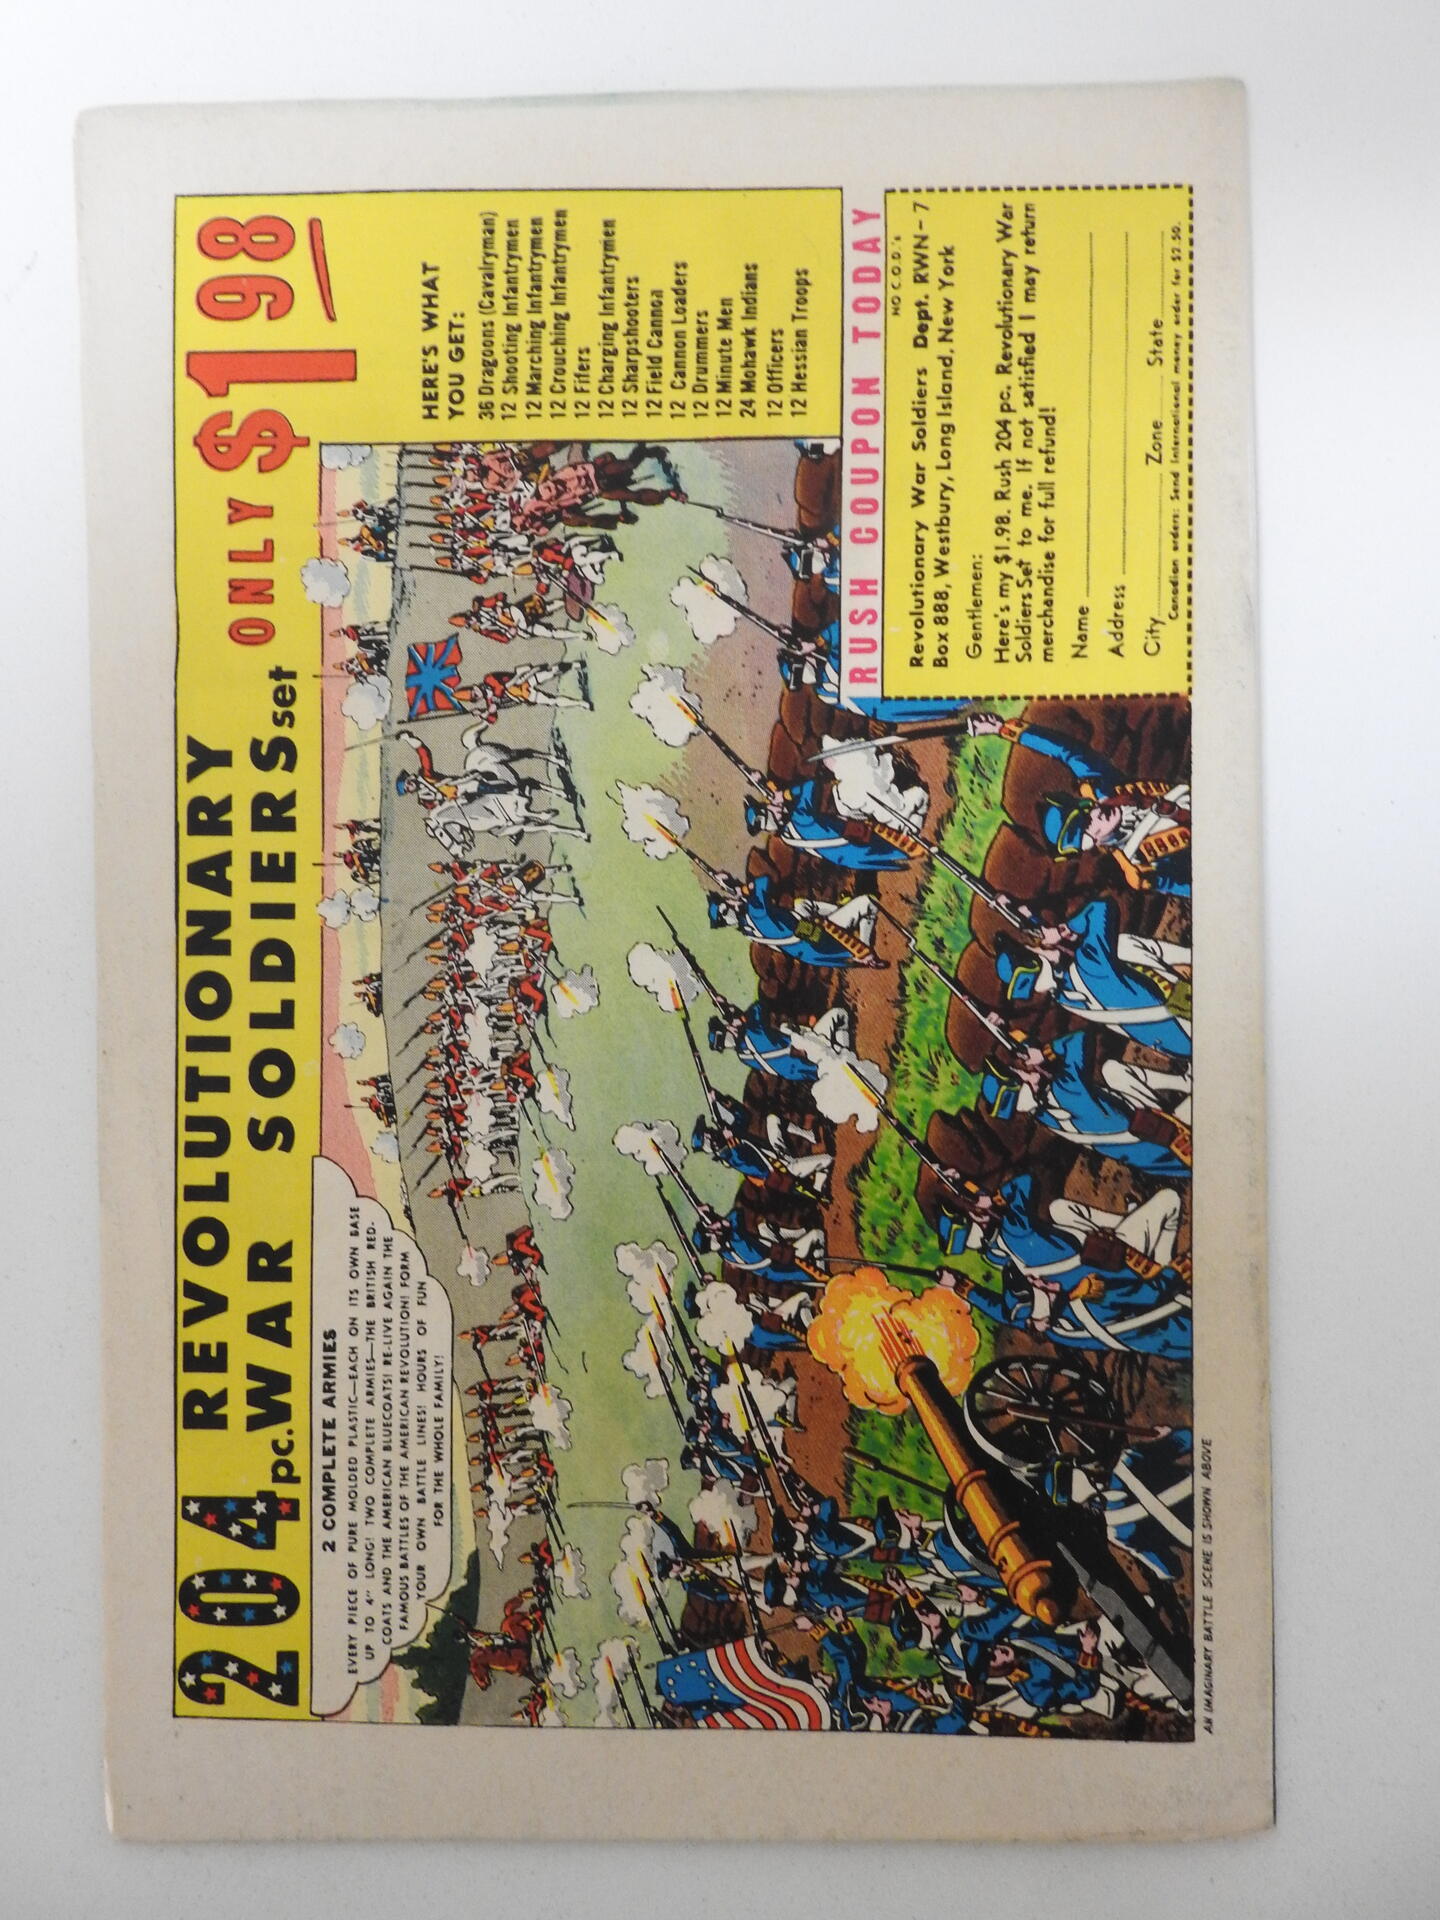 204 REVOLUTIONARY
pc. WAR SOLDIERS set
ONLY $1 98
2 COMPLETE ARMIES
EVERY PIECE OF PURE MOLDED PLASTIC—EACH ON ITS OWN BASE
UP TO 4" LONG! TWO COMPLETE ARMIES—THE BRITISH RED-
COATS AND THE AMERICAN BLUECOATS! RE-LIVE AGAIN THE
FAMOUS BATTLES OF THE AMERICAN REVOLUTION! FORM
YOUR OWN BATTLE LINES! HOURS OF FUN
FOR THE WHOLE FAMILY!
HERE'S WHAT
YOU GET:
36 Dragoons (Cavalryman)
12 Shooting Infantrymen
12 Marching Infantrymen
12 Crouching Infantrymen
12 Fifers
12 Charging Infantrymen
12 Sharpshooters
12 Field Cannon
12 Cannon Loaders
12 Drummers
12 Minute Men
24 Mohawk Indians
12 Officers
12 Hessian Troops
RUSH COUPON TODAY
NO C.O.D.'s
Revolutionary War Soldiers Dept. RWN-7
Box 888, Westbury, Long Island, New York
Gentlemen:
Here's my $1.98. Rush 204 pc. Revolutionary War
Soldiers Set to me. If not satisfied I may return
merchandise for full refund!
Name
Address
City Zone State
Canadian orders: Send International money order for $2.50.
AN IMAGINARY BATTLE SCENE IS SHOWN ABOVE